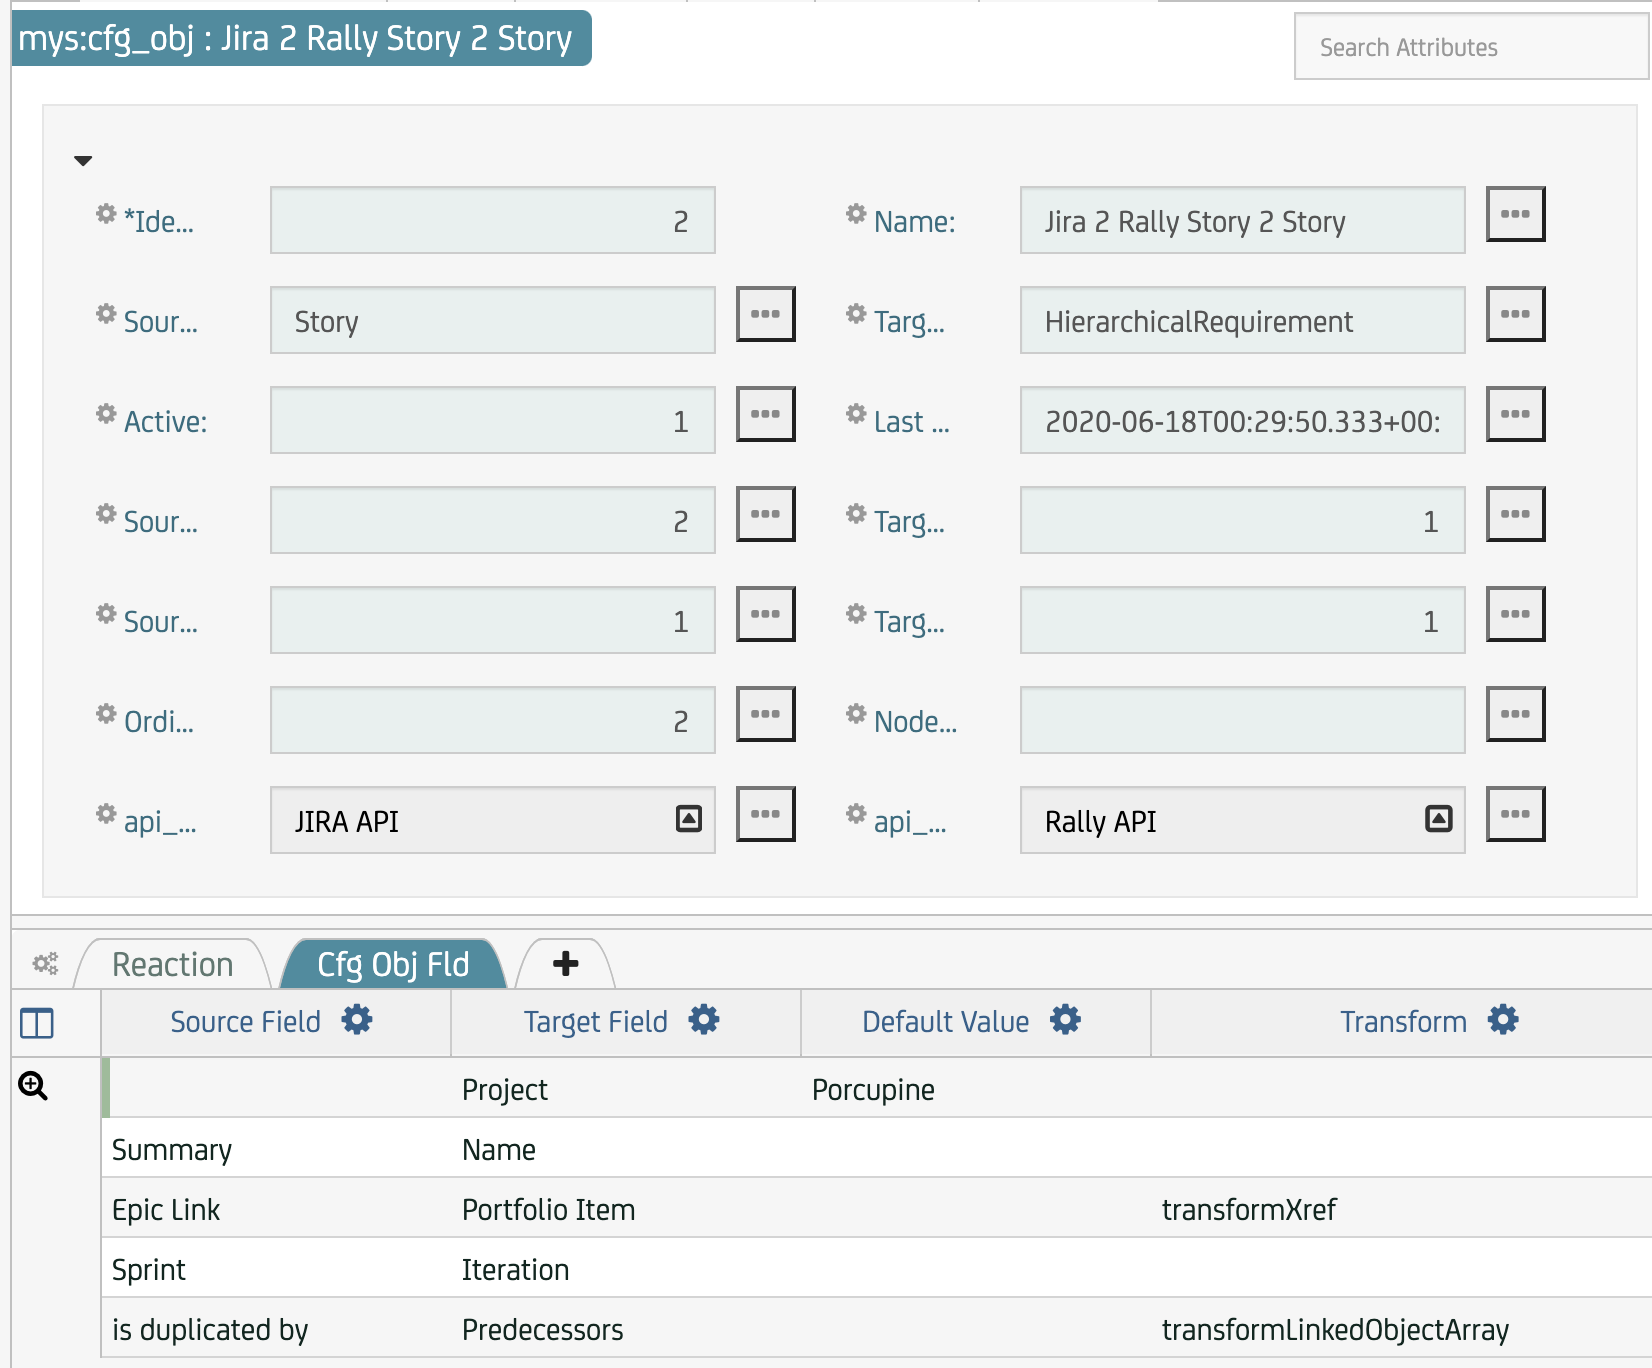 mys:cfg_obj : Jira 2 Rally Story 2 Story
Search Attributes
*Ide... 2 Name: Jira 2 Rally Story 2 Story
Sour... Story Targ... HierarchicalRequirement
Active: 1 Last ... 2020-06-18T00:29:50.333+00:
Sour... 2 Targ... 1
Sour... 1 Targ... 1
Ordi... 2 Node...
api_... JIRA API api_... Rally API
Reaction Cfg Obj Fld
Source Field Target Field Default Value Transform
Project Porcupine
Summary Name
Epic Link Portfolio Item transformXref
Sprint Iteration
is duplicated by Predecessors transformLinkedObjectArray